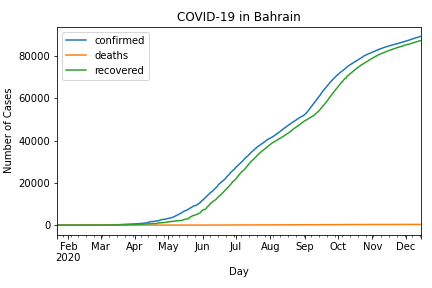 COVID-19 in Bahrain
confirmed
deaths
recovered
Number of Cases
80000
60000
40000
20000
0
Feb Mar Apr May Jun Jul Aug Sep Oct Nov Dec
2020
Day